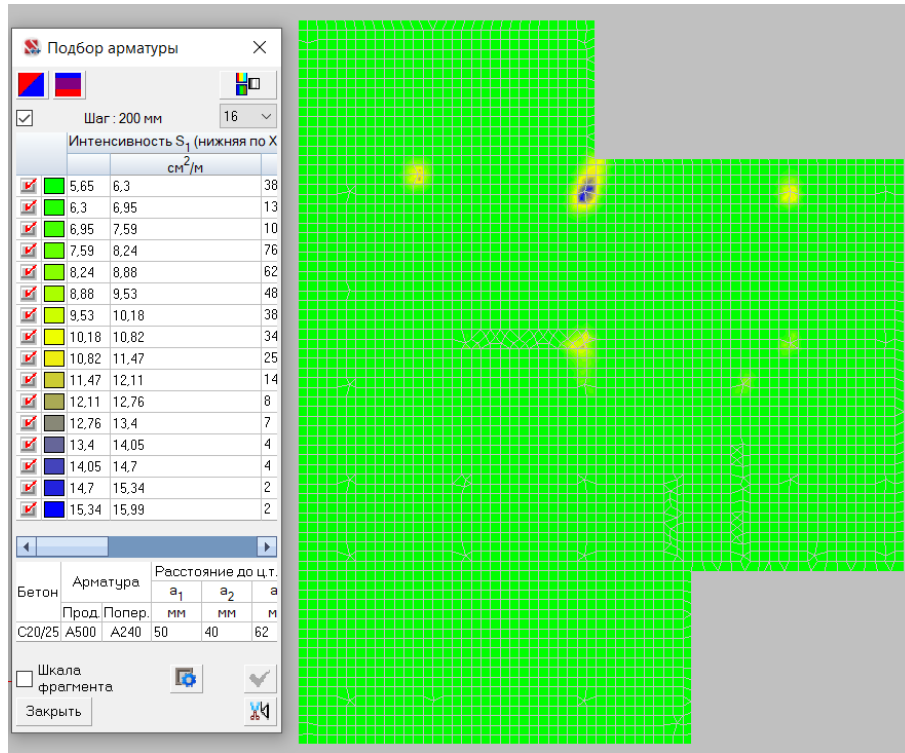 Подбор арматуры
Шаг : 200 мм 16
Интенсивность S1 (нижняя по X
см2/м
5,65 6,3 38
6,3 6,95 13
6,95 7,59 10
7,59 8,24 76
8,24 8,88 62
8,88 9,53 48
9,53 10,18 38
10,18 10,82 34
10,82 11,47 25
11,47 12,11 14
12,11 12,76 8
12,76 13,4 7
13,4 14,05 4
14,05 14,7 4
14,7 15,34 2
15,34 15,99 2
Бетон Арматура Расстояние до ц.т.
a1 a2 a
Прод. Попер. мм мм м
C20/25 A500 A240 50 40 62
Шкала
фрагмента
Закрыть